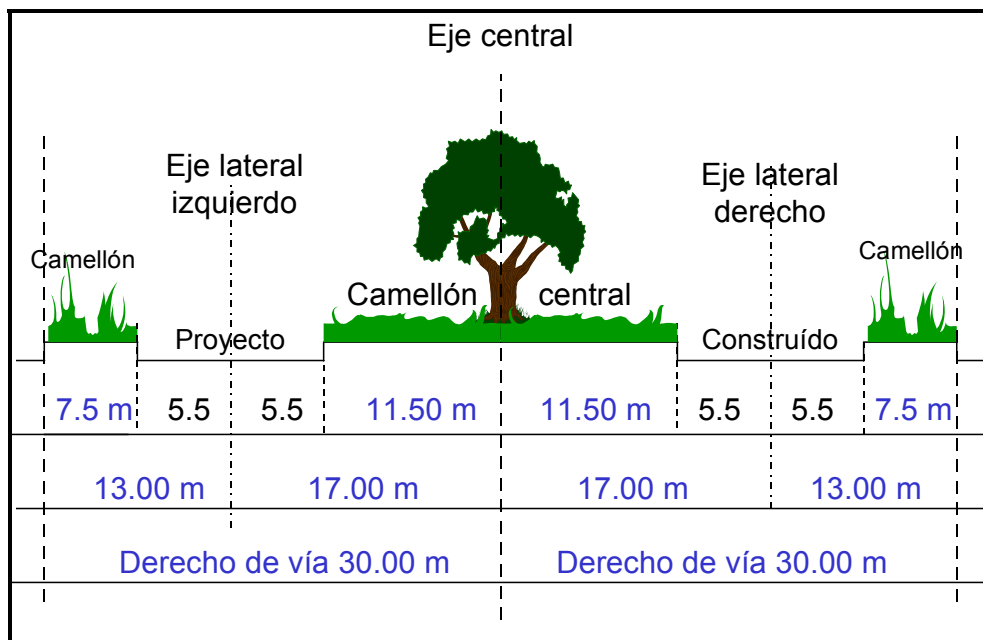 Eje central
Eje lateral
izquierdo
Eje lateral
derecho
Camellón
Camellón
Camellón central
Proyecto
Construído
7.5 m 5.5 5.5 11.50 m 11.50 m 5.5 5.5 7.5 m
13.00 m 17.00 m 17.00 m 13.00 m
Derecho de vía 30.00 m Derecho de vía 30.00 m